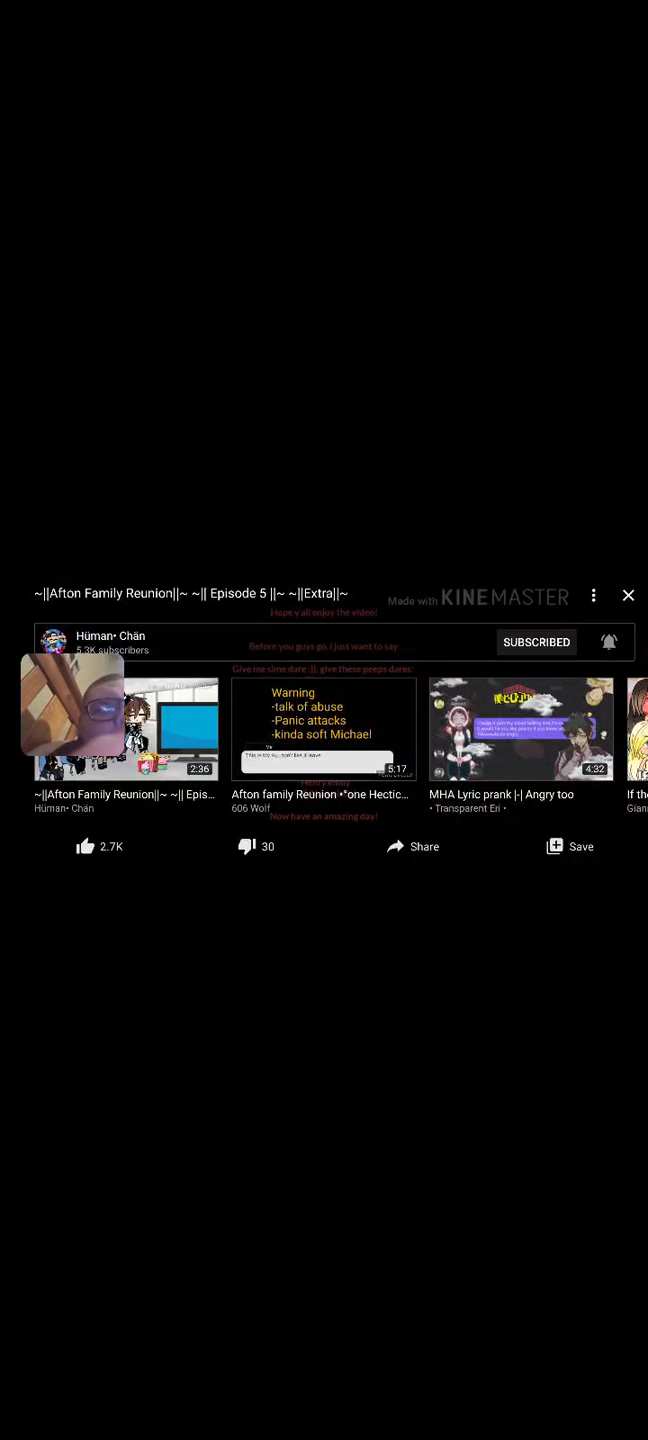 ~||Afton Family Reunion||~ ~|| Episode 5 ||~ ~||Extra||~
Made with KINEMASTER
Hope y'all enjoy the video!
Hüman• Chän
5.3K subscribers
Before you guys go, I just want to say
SUBSCRIBED
Give me sime dare :)), give these peeps dares.
Warning
-talk of abuse
-Panic attacks
-kinda soft Michael
2:36
5:17
4:32
~||Afton Family Reunion||~ ~|| Epis...
Hüman• Chän
Afton family Reunion •°one Hectic...
606 Wolf
MHA Lyric prank |-| Angry too
• Transparent Eri •
If the
Gian
Now have an amazing day!
2.7K
30
Share
Save